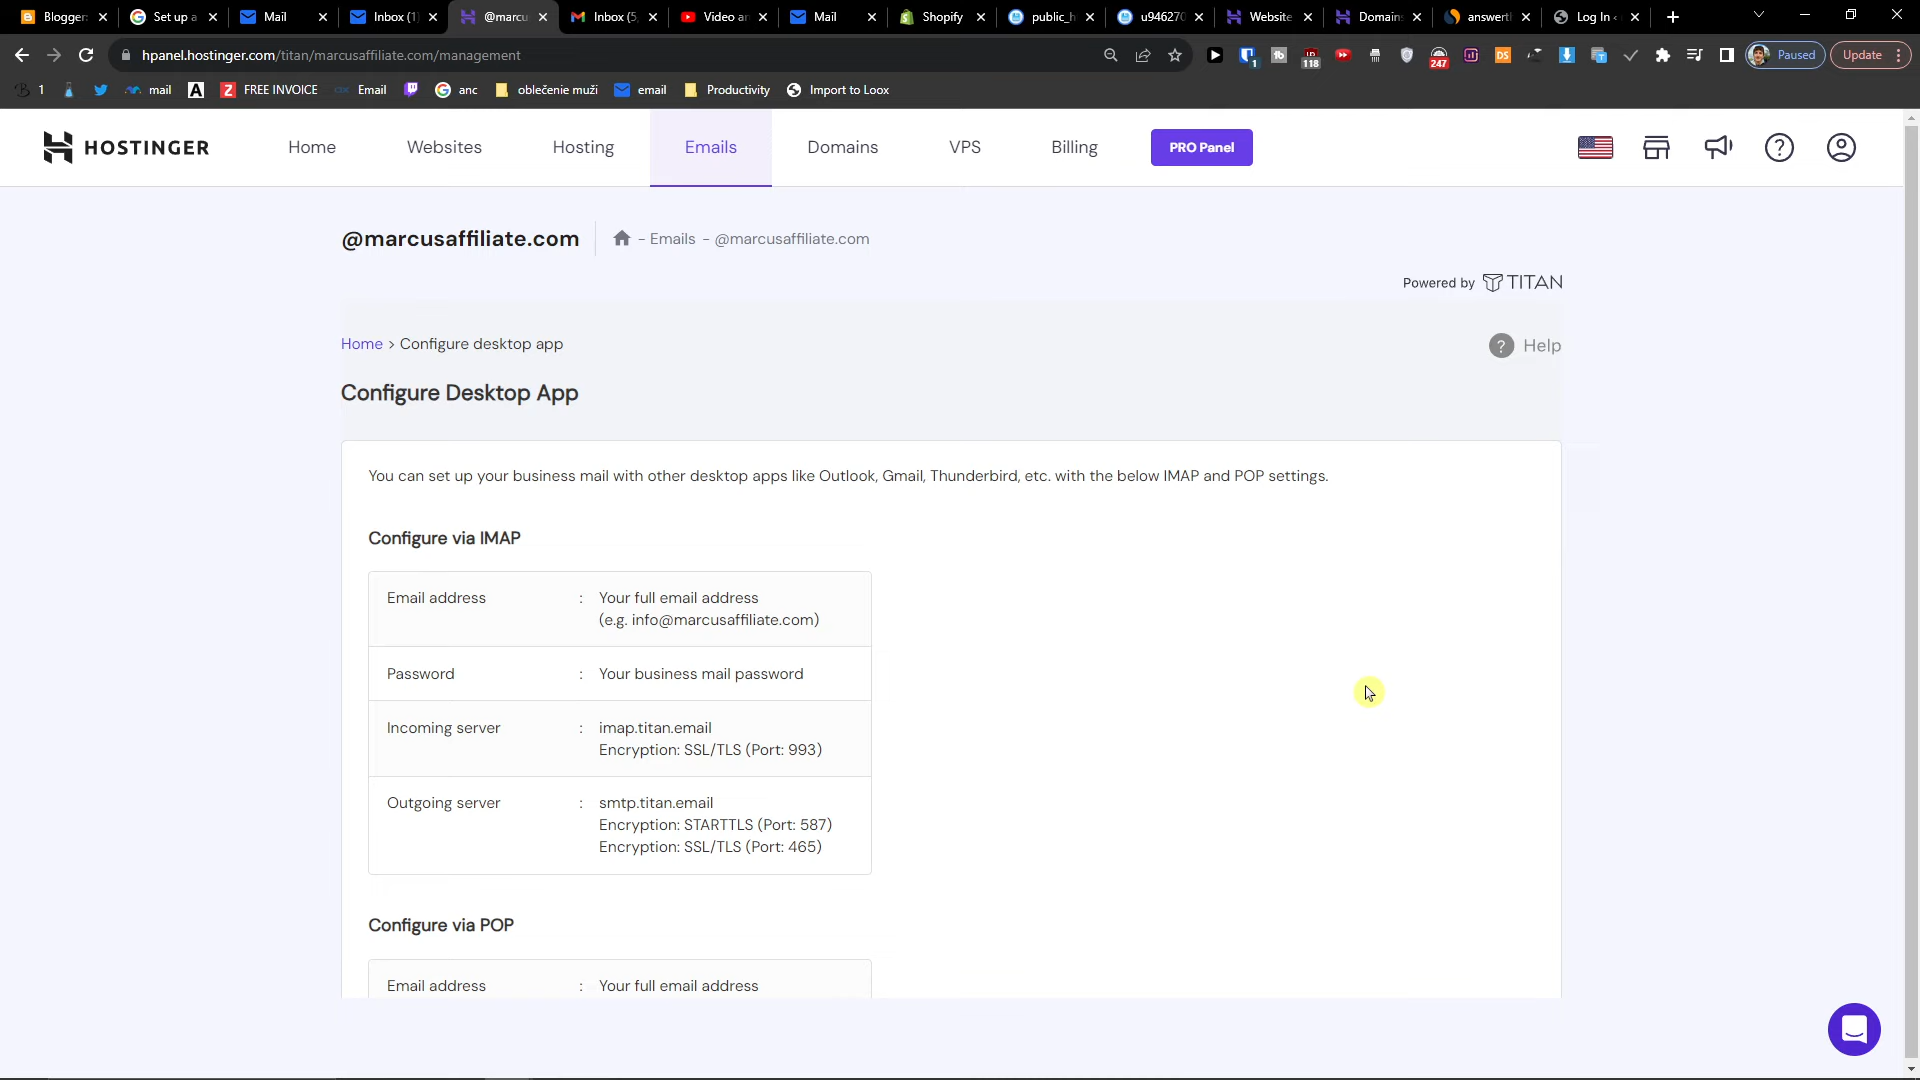 Blogger:
Set up a
Mail
Inbox (1)
@marcu
Inbox (5,
Video an
Mail
Shopify
public_h
u946270
Website
Domain
answert
Log In ‹
hpanel.hostinger.com/titan/marcusaffiliate.com/management
1
118
247
DS
Paused
Update
1
mail
A
Z FREE INVOICE
Email
anc
oblečenie muži
email
Productivity
Import to Loox
HOSTINGER
Home
Websites
Hosting
Emails
Domains
VPS
Billing
PRO Panel
@marcusaffiliate.com
- Emails - @marcusaffiliate.com
Powered by TITAN
Home > Configure desktop app
? Help
Configure Desktop App
You can set up your business mail with other desktop apps like Outlook, Gmail, Thunderbird, etc. with the below IMAP and POP settings.
Configure via IMAP
Email address : Your full email address
(e.g. info@marcusaffiliate.com)
Password : Your business mail password
Incoming server : imap.titan.email
Encryption: SSL/TLS (Port: 993)
Outgoing server : smtp.titan.email
Encryption: STARTTLS (Port: 587)
Encryption: SSL/TLS (Port: 465)
Configure via POP
Email address : Your full email address